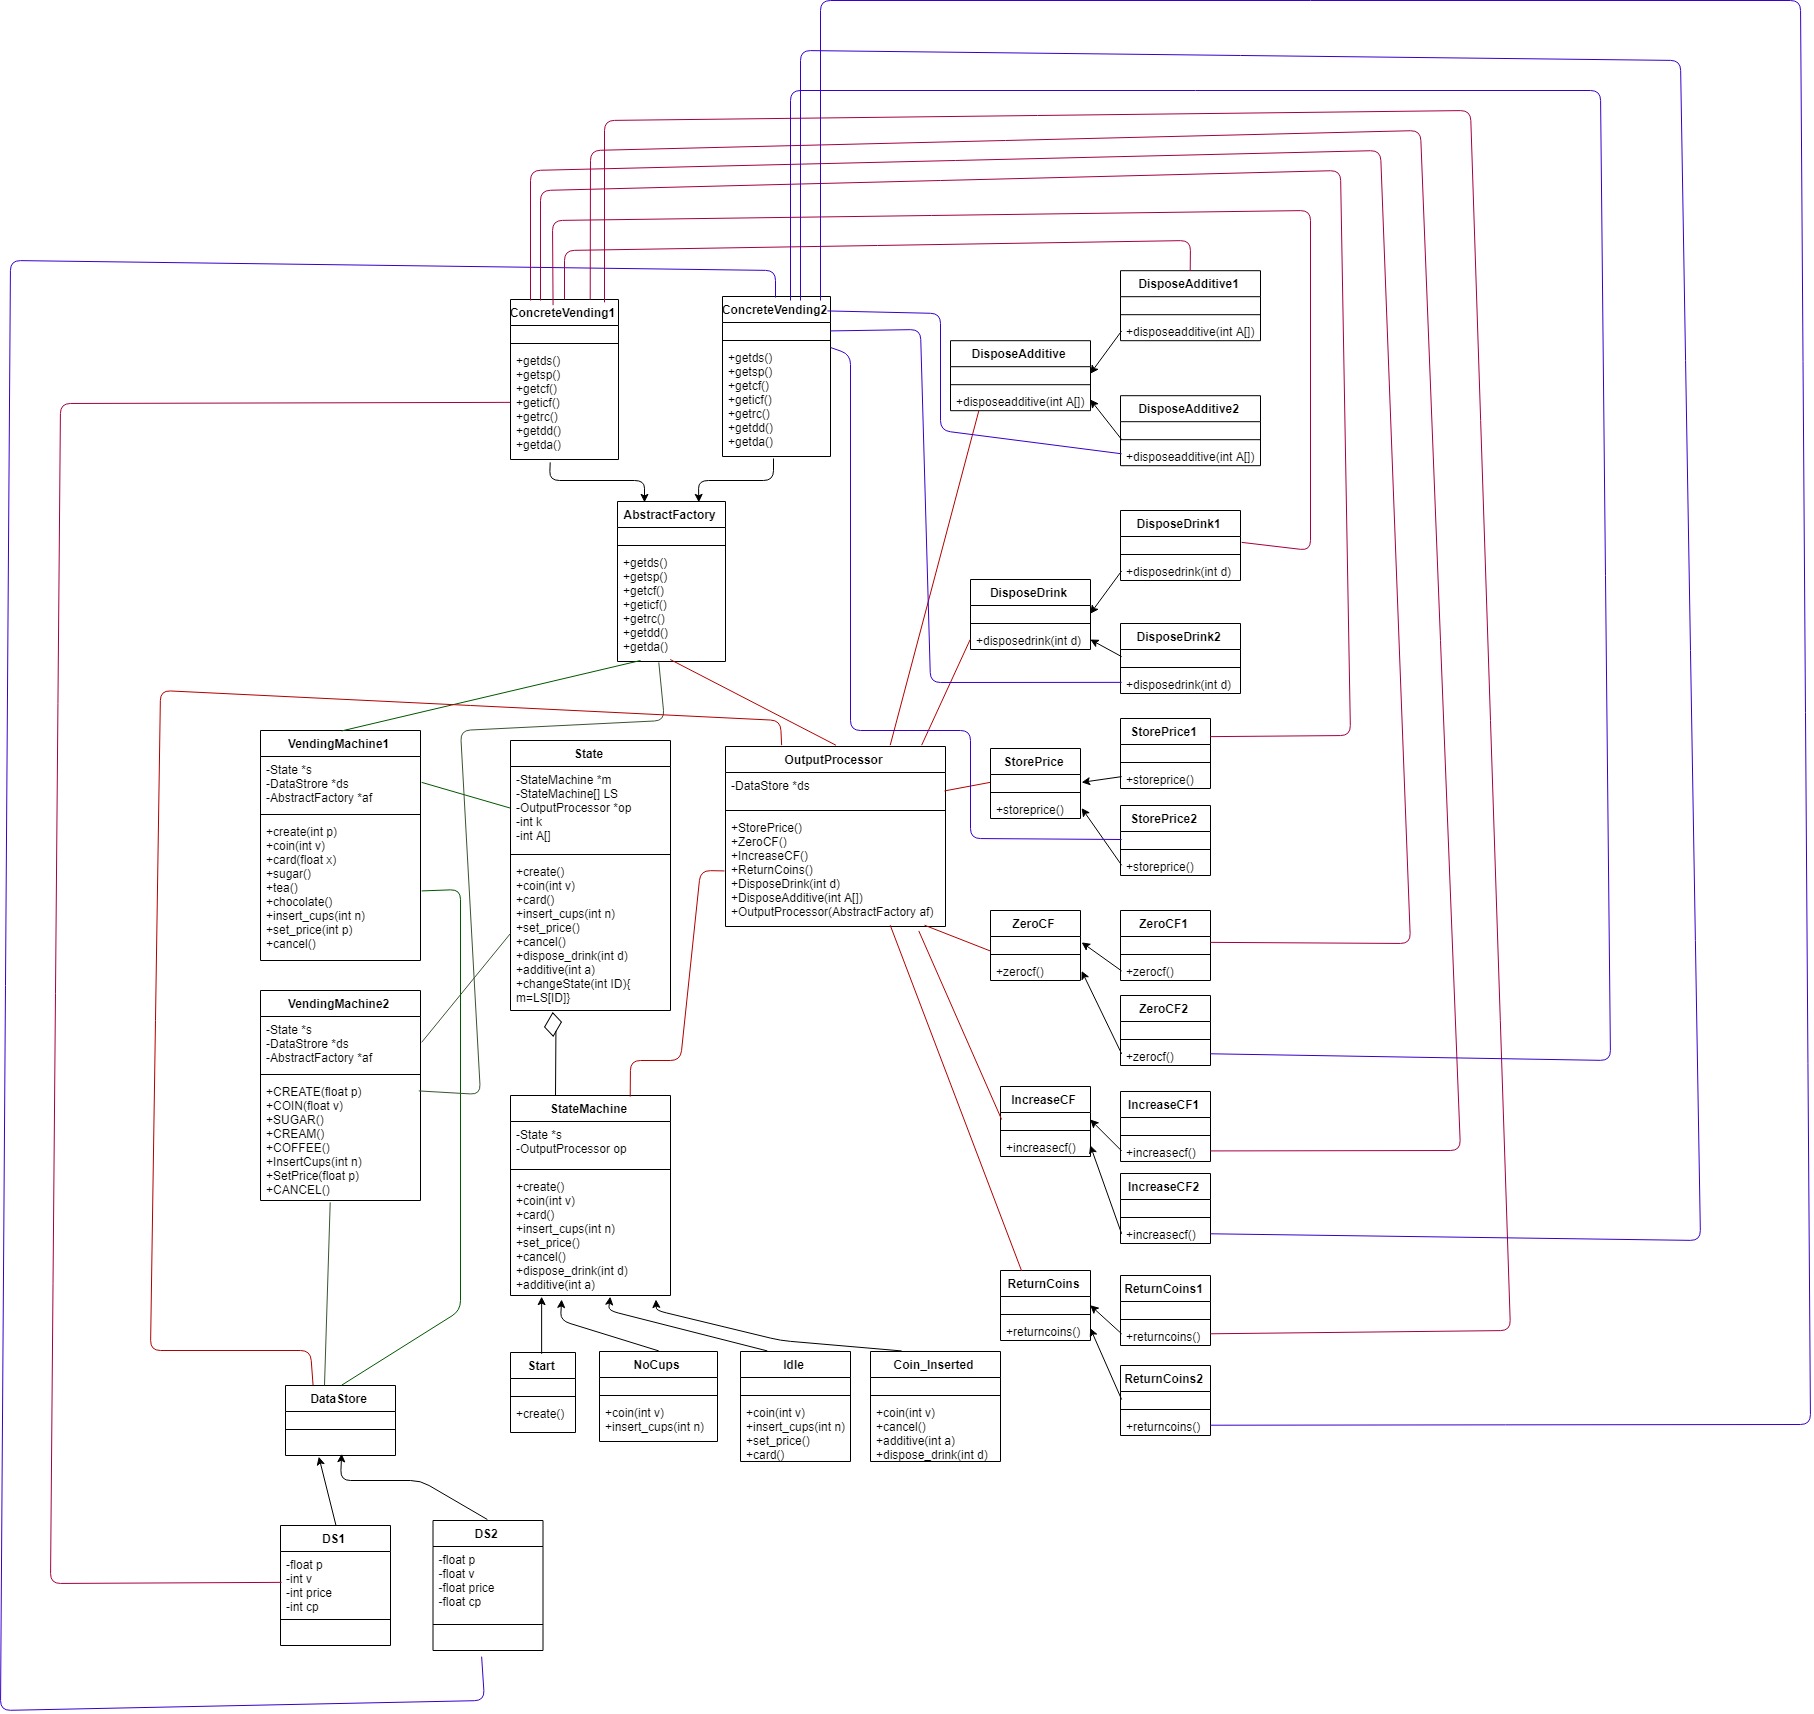 ConcreteVending1
+getds()
+getsp()
+getcf()
+geticf()
+getrc()
+getdd()
+getda()
ConcreteVending2
+getds()
+getsp()
+getcf()
+geticf()
+getrc()
+getdd()
+getda()
DisposeAdditive1
+disposeadditive(int A[])
DisposeAdditive
+disposeadditive(int A[])
DisposeAdditive2
+disposeadditive(int A[])
AbstractFactory
+getds()
+getsp()
+getcf()
+geticf()
+getrc()
+getdd()
+getda()
DisposeDrink1
+disposedrink(int d)
DisposeDrink
+disposedrink(int d)
DisposeDrink2
+disposedrink(int d)
VendingMachine1
-State *s
-DataStrore *ds
-AbstractFactory *af
+create(int p)
+coin(int v)
+card(float x)
+sugar()
+tea()
+chocolate()
+insert_cups(int n)
+set_price(int p)
+cancel()
State
-StateMachine *m
-StateMachine[] LS
-OutputProcessor *op
-int k
-int A[]
+create()
+coin(int v)
+card()
+insert_cups(int n)
+set_price()
+cancel()
+dispose_drink(int d)
+additive(int a)
+changeState(int ID){
m=LS[ID]}
OutputProcessor
-DataStore *ds
+StorePrice()
+ZeroCF()
+IncreaseCF()
+ReturnCoins()
+DisposeDrink(int d)
+DisposeAdditive(int A[])
+OutputProcessor(AbstractFactory af)
StorePrice
+storeprice()
StorePrice1
+storeprice()
StorePrice2
+storeprice()
ZeroCF
+zerocf()
ZeroCF1
+zerocf()
ZeroCF2
+zerocf()
VendingMachine2
-State *s
-DataStrore *ds
-AbstractFactory *af
+CREATE(float p)
+COIN(float v)
+SUGAR()
+CREAM()
+COFFEE()
+InsertCups(int n)
+SetPrice(float p)
+CANCEL()
StateMachine
-State *s
-OutputProcessor op
+create()
+coin(int v)
+card()
+insert_cups(int n)
+set_price()
+cancel()
+dispose_drink(int d)
+additive(int a)
IncreaseCF
+increasecf()
IncreaseCF1
+increasecf()
IncreaseCF2
+increasecf()
ReturnCoins
+returncoins()
ReturnCoins1
+returncoins()
ReturnCoins2
+returncoins()
Start
+create()
NoCups
+coin(int v)
+insert_cups(int n)
Idle
+coin(int v)
+insert_cups(int n)
+set_price()
+card()
Coin_Inserted
+coin(int v)
+cancel()
+additive(int a)
+dispose_drink(int d)
DataStore
DS1
-float p
-int v
-int price
-int cp
DS2
-float p
-float v
-float price
-float cp